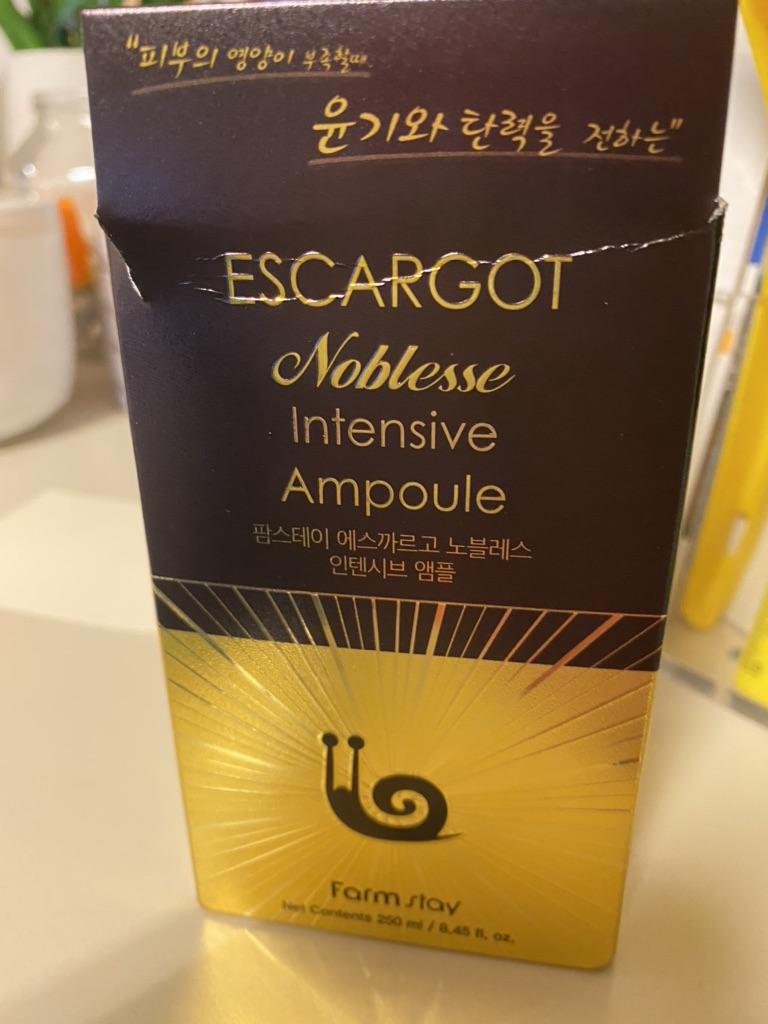 "피부의 영양이 부족할때
윤기와 탄력을 전하는"
ESCARGOT
Noblesse
Intensive
Ampoule
팜스테이 에스까르고 노블레스
인텐시브 앰플
Farm stay
Net Contents 250 ml / 8.45 fl. oz.